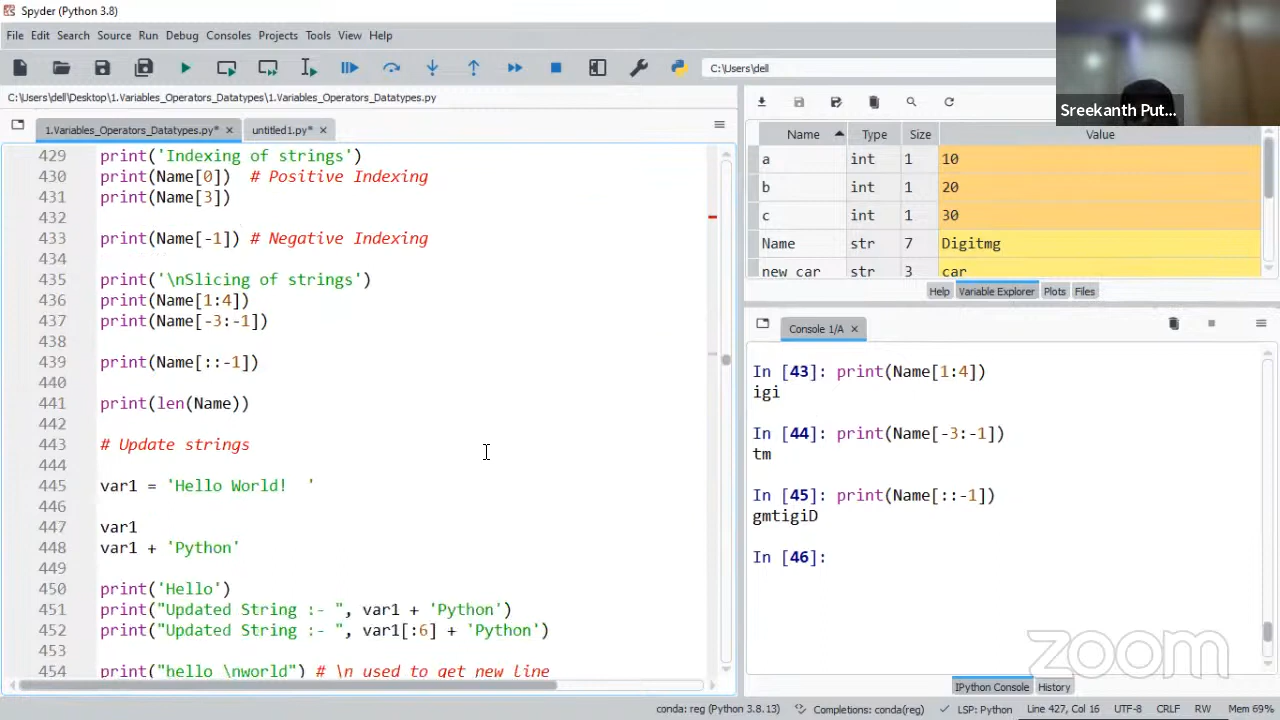 Spyder (Python 3.8)
File Edit Search Source Run Debug Consoles Projects Tools View Help
C:\Users\dell
Sreekanth Put...
C:\Users\dell\Desktop\1.Variables_Operators_Datatypes\1.Variables_Operators_Datatypes.py
1.Variables_Operators_Datatypes.py* untitled1.py*
429 print('Indexing of strings')
430 print(Name[0])  # Positive Indexing
431 print(Name[3])
432
433 print(Name[-1]) # Negative Indexing
434
435 print('\nSlicing of strings')
436 print(Name[1:4])
437 print(Name[-3:-1])
438
439 print(Name[::-1])
440
441 print(len(Name))
442
443 # Update strings
444
445 var1 = 'Hello World!  '
446
447 var1
448 var1 + 'Python'
449
450 print('Hello')
451 print("Updated String :- ", var1 + 'Python')
452 print("Updated String :- ", var1[:6] + 'Python')
453
454 print("hello \nworld") # \n used to get new line
Name Type Size Value
a int 1 10
b int 1 20
c int 1 30
Name str 7 Digitmg
new_car str 3 car
Help Variable Explorer Plots Files
Console 1/A
In [43]: print(Name[1:4])
igi
In [44]: print(Name[-3:-1])
tm
In [45]: print(Name[::-1])
gmtigiD
In [46]:
zoom
IPython Console History
conda: reg (Python 3.8.13) Completions: conda(reg) LSP: Python Line 427, Col 16 UTF-8 CRLF RW Mem 69%